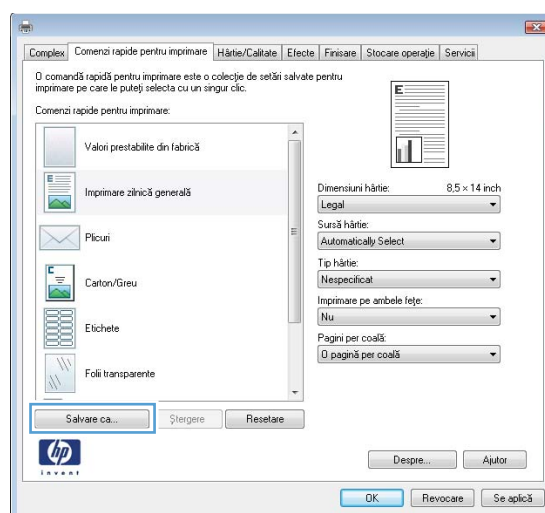 Complex Comenzi rapide pentru imprimare Hârtie/Calitate Efecte Finisare Stocare operaţie Servicii
O comandă rapidă pentru imprimare este o colecţie de setări salvate pentru
imprimare pe care le puteţi selecta cu un singur clic.
Comenzi rapide pentru imprimare:
Valori prestabilite din fabrică
E
Imprimare zilnică generală
Plicuri
C
Carton/Greu
Etichete
Folii transparente
Salvare ca... Ştergere Resetare
E
Dimensiuni hârtie: 8,5 × 14 inch
Legal
Sursă hârtie:
Automatically Select
Tip hârtie:
Nespecificat
Imprimare pe ambele feţe:
Nu
Pagini per coală:
O pagină per coală
hp
invent
Despre... Ajutor
OK Revocare Se aplică